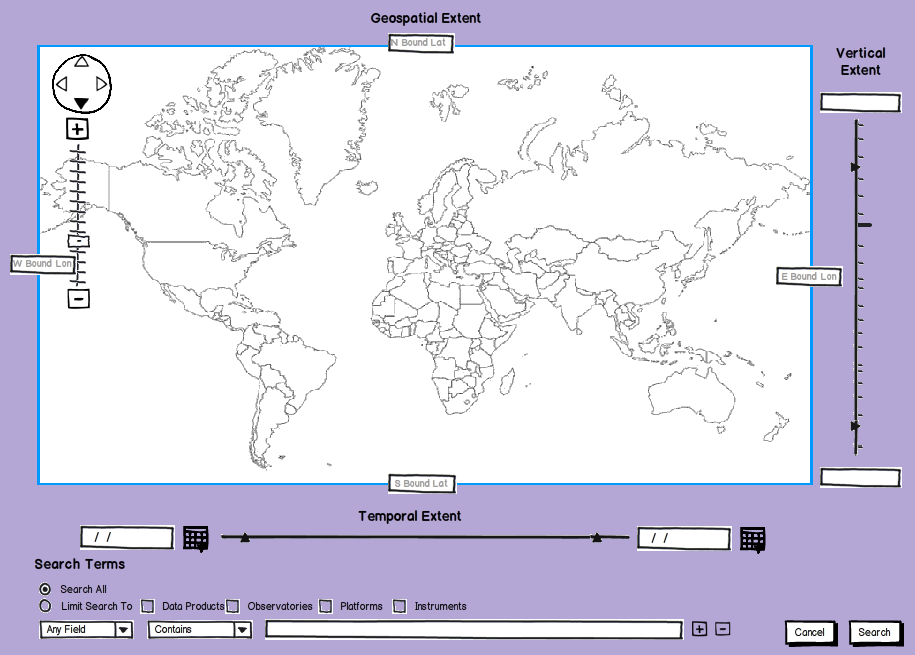 Geospatial Extent
N Bound Lat
Vertical
Extent
+
-
W Bound Lon
E Bound Lon
-
S Bound Lat
Temporal Extent
/ /
/ /
Search Terms
Search All
Limit Search To Data Products Observatories Platforms Instruments
Any Field Contains + - Cancel Search